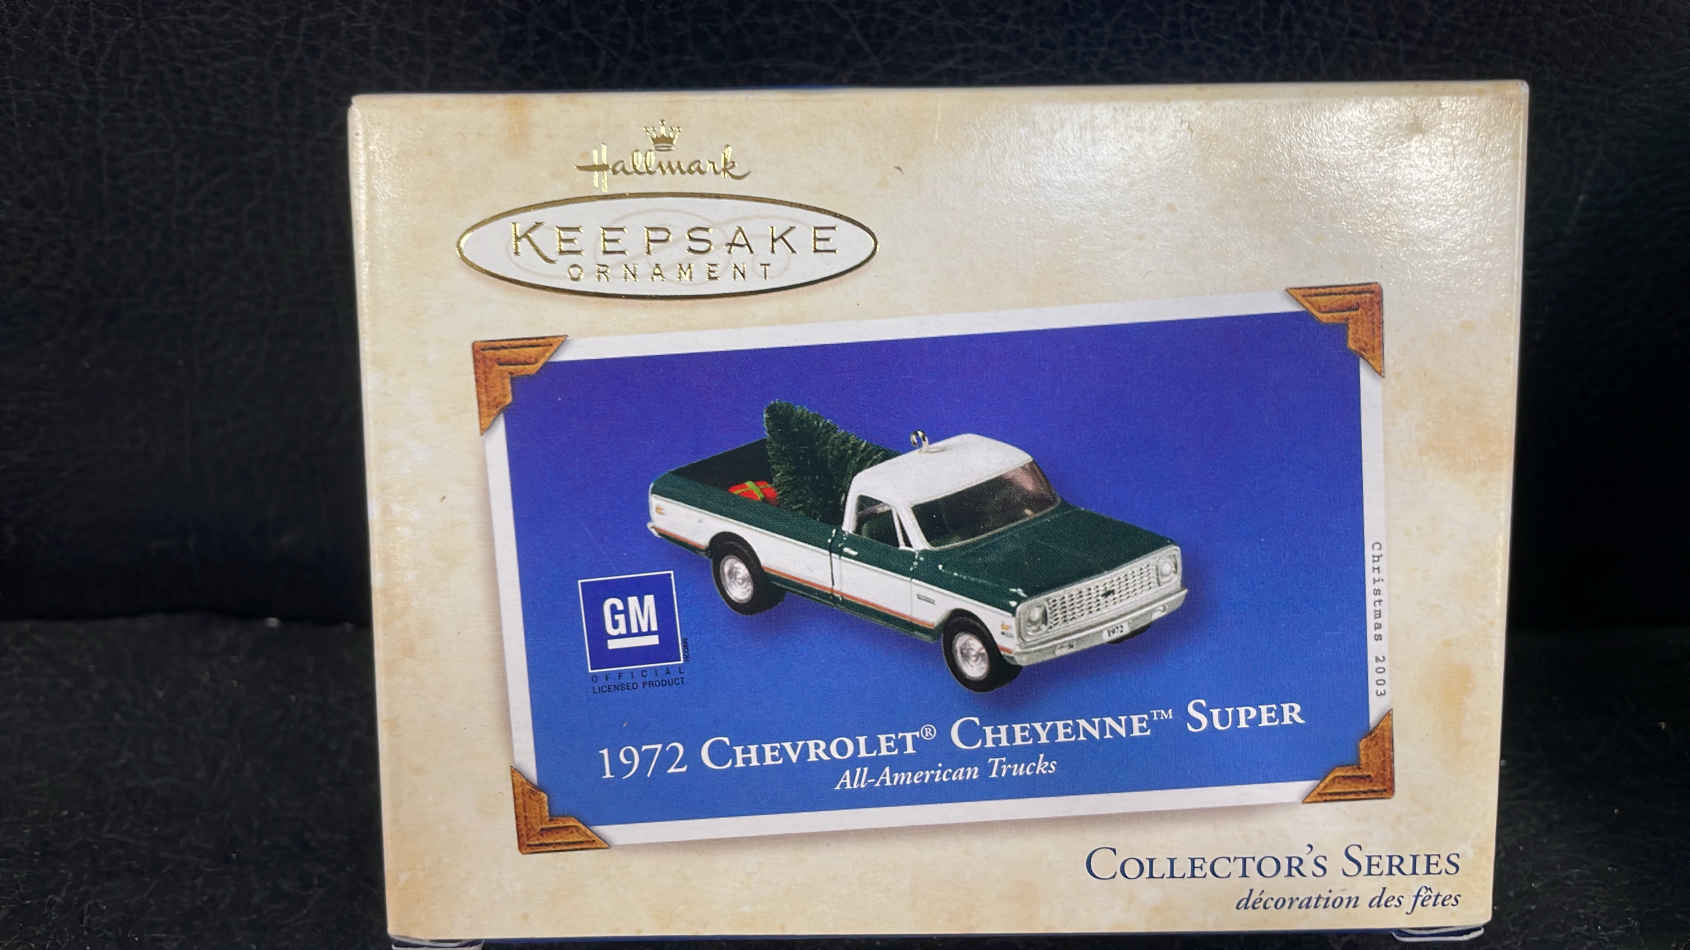 Hallmark
KEEPSAKE
ORNAMENT
GM
OFFICIAL
LICENSED PRODUCT
1972
Christmas 2003
1972 CHEVROLET® CHEYENNE™ SUPER
All-American Trucks
COLLECTOR'S SERIES
décoration des fêtes